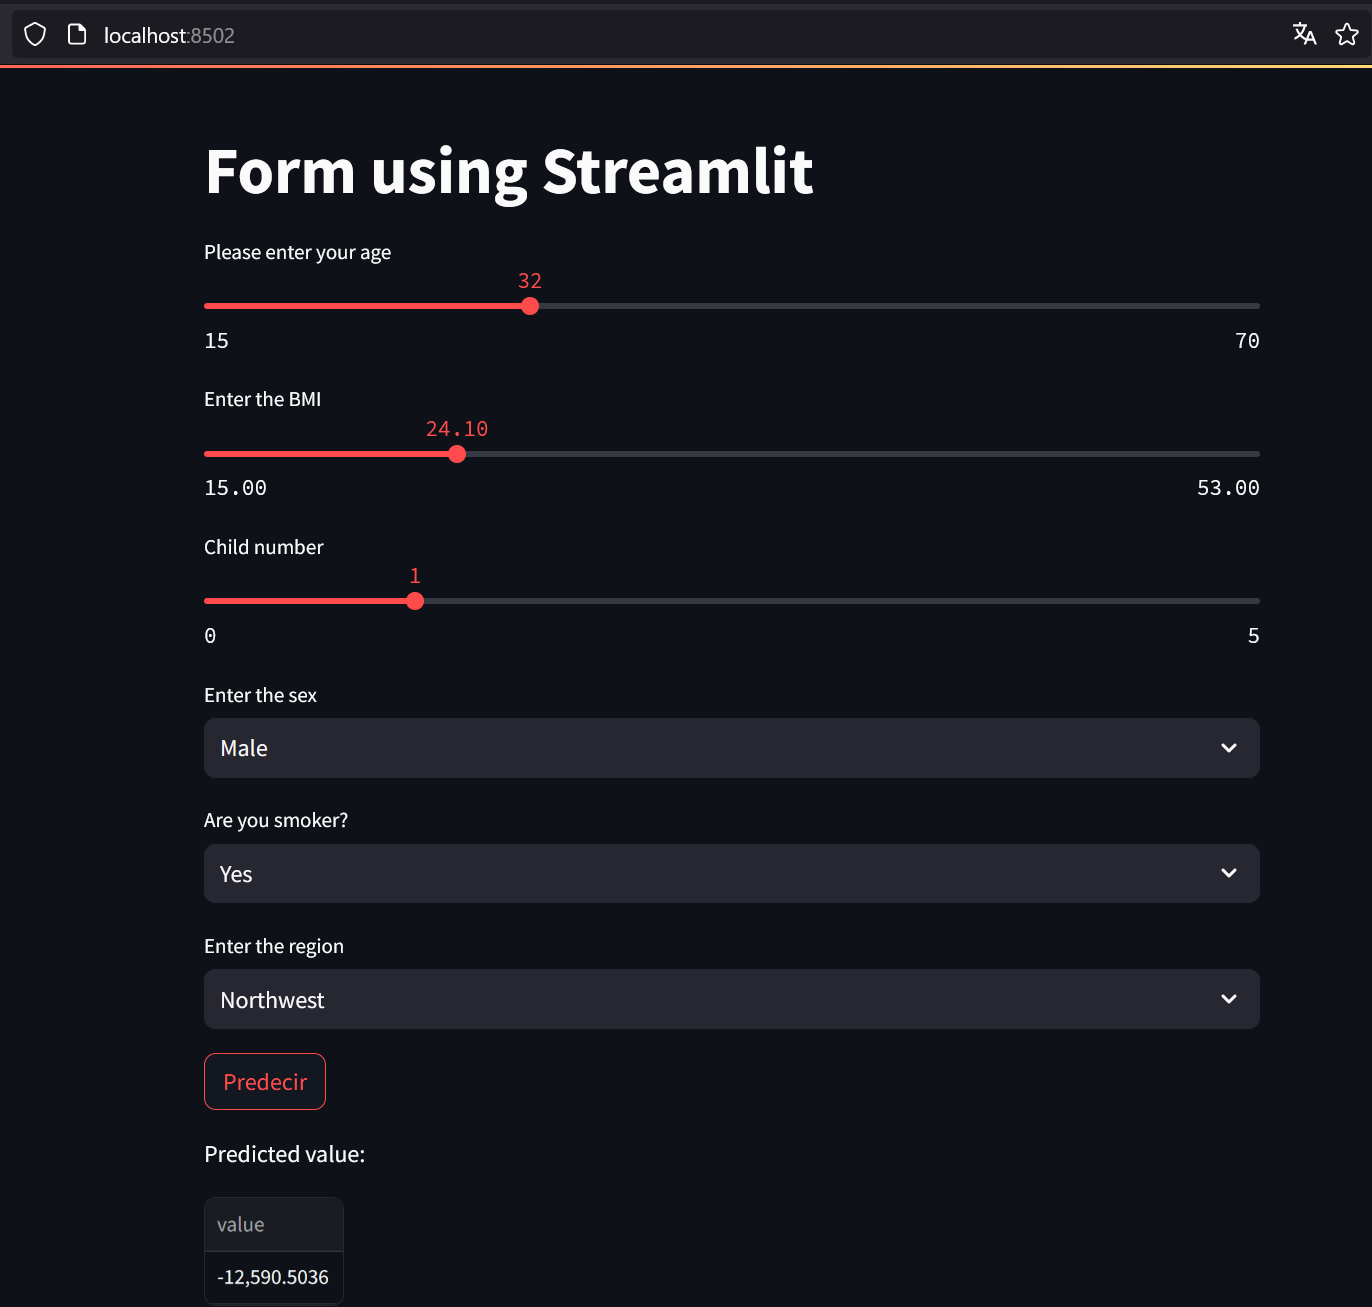 localhost:8502
Form using Streamlit
Please enter your age
32
15 70
Enter the BMI
24.10
15.00 53.00
Child number
1
0 5
Enter the sex
Male
Are you smoker?
Yes
Enter the region
Northwest
Predecir
Predicted value:
value
-12,590.5036